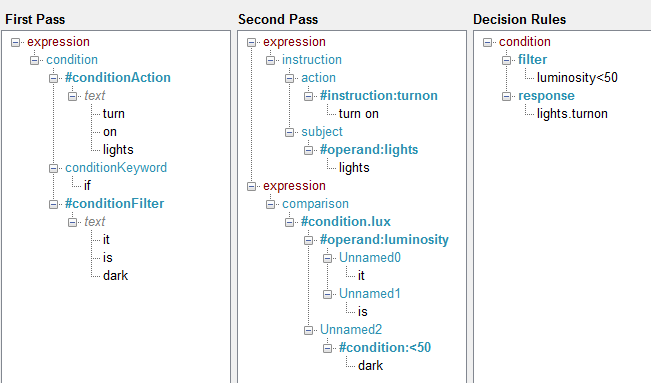 First Pass
expression
condition
#conditionAction
text
turn
on
lights
conditionKeyword
if
#conditionFilter
text
it
is
dark
Second Pass
expression
instruction
action
#instruction:turnon
turn on
subject
#operand:lights
lights
expression
comparison
#condition.lux
#operand:luminosity
Unnamed0
it
Unnamed1
is
Unnamed2
#condition:<50
dark
Decision Rules
condition
filter
luminosity<50
response
lights.turnon